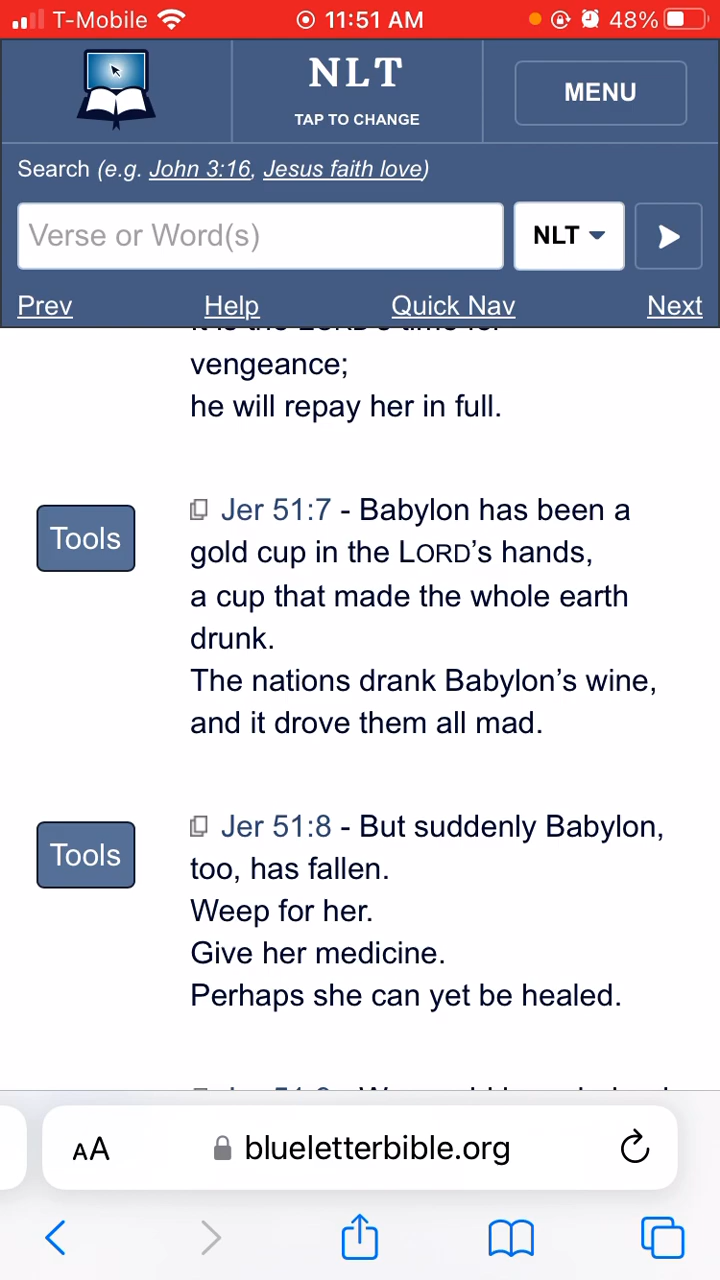 T-Mobile 11:51 AM 48%
NLT
TAP TO CHANGE
MENU
Search (e.g. John 3:16, Jesus faith love)
Verse or Word(s) NLT
Prev Help Quick Nav Next
vengeance;
he will repay her in full.
Tools
Jer 51:7 - Babylon has been a
gold cup in the LORD’s hands,
a cup that made the whole earth
drunk.
The nations drank Babylon’s wine,
and it drove them all mad.
Tools
Jer 51:8 - But suddenly Babylon,
too, has fallen.
Weep for her.
Give her medicine.
Perhaps she can yet be healed.
AA blueletterbible.org